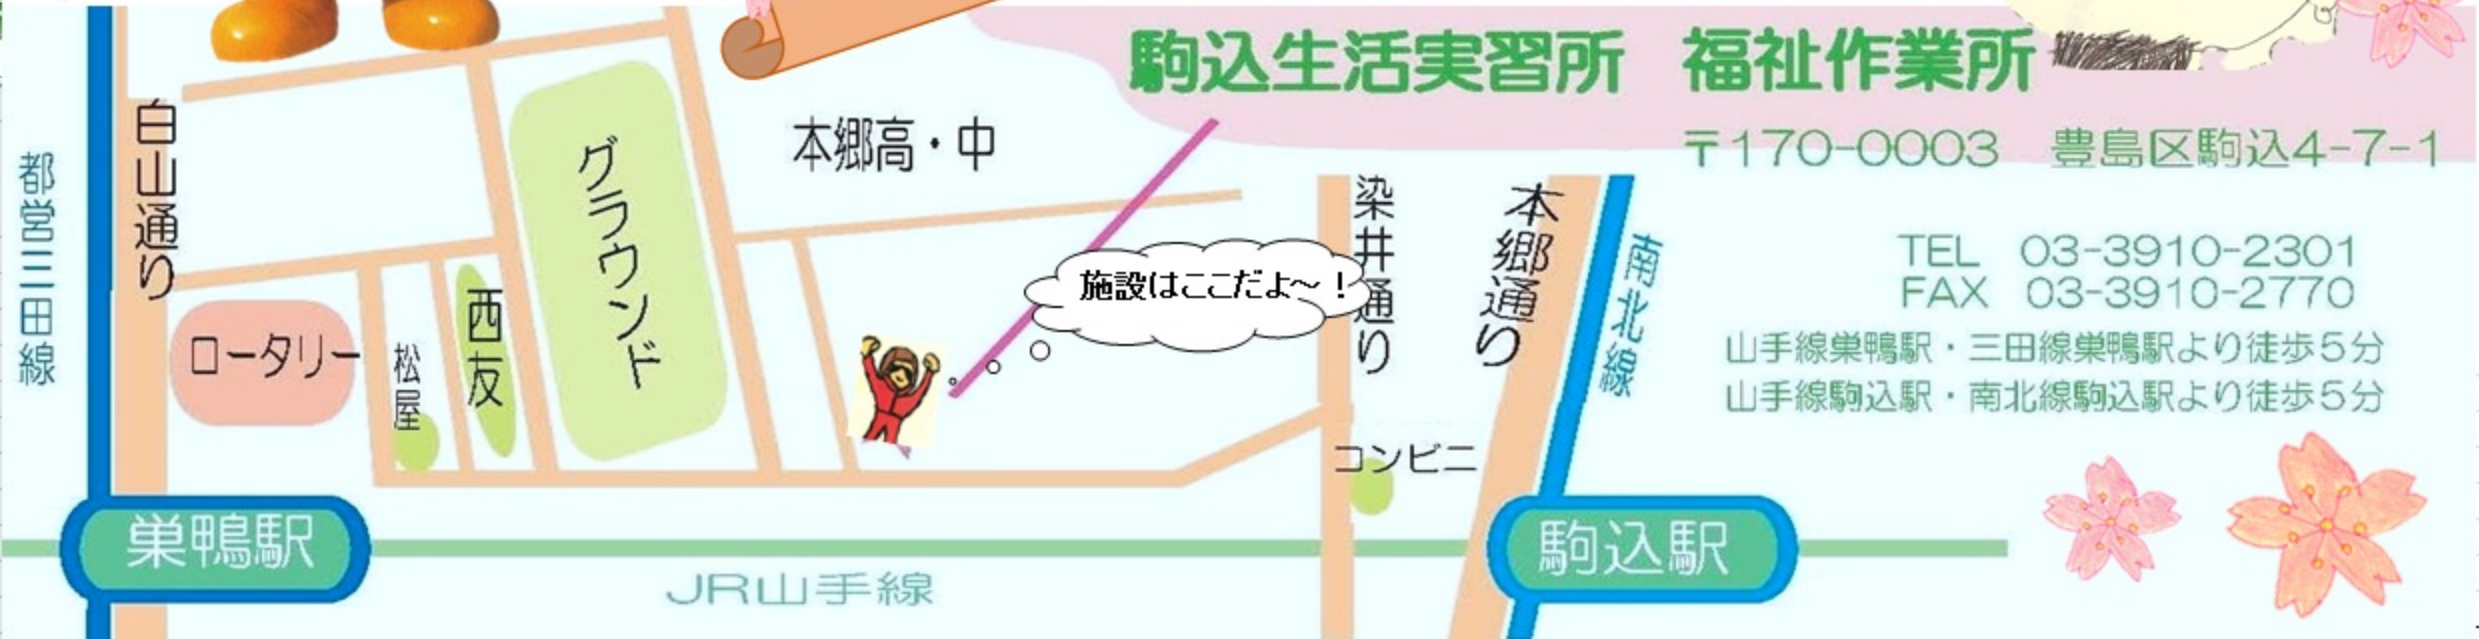 駒込生活実習所　福祉作業所
〒170-0003　豊島区駒込4-7-1
TEL　03-3910-2301
FAX　03-3910-2770
山手線巣鴨駅・三田線巣鴨駅より徒歩5分
山手線駒込駅・南北線駒込駅より徒歩5分
都営三田線
白山通り
グラウンド
本郷高・中
染井通り
本郷通り
南北線
施設はここだよ～！
ロータリー
松屋
西友
コンビニ
巣鴨駅
駒込駅
JR山手線